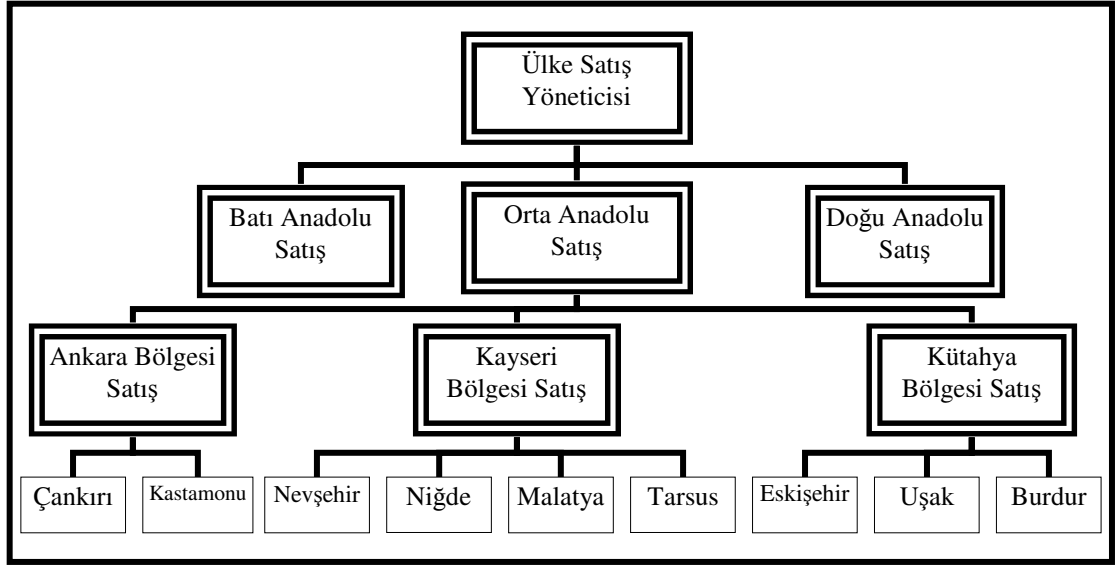 Ülke Satış
Yöneticisi
Batı Anadolu
Satış
Orta Anadolu
Satış
Doğu Anadolu
Satış
Ankara Bölgesi
Satış
Kayseri
Bölgesi Satış
Kütahya
Bölgesi Satış
Çankırı
Kastamonu
Nevşehir
Niğde
Malatya
Tarsus
Eskişehir
Uşak
Burdur